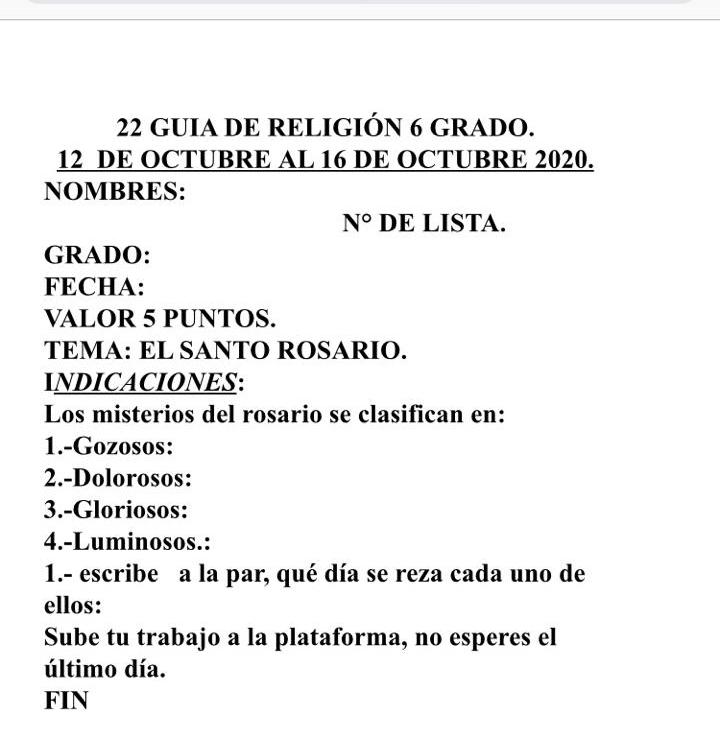 22 GUIA DE RELIGIÓN 6 GRADO.
12 DE OCTUBRE AL 16 DE OCTUBRE 2020.
NOMBRES:
N° DE LISTA.
GRADO:
FECHA:
VALOR 5 PUNTOS.
TEMA: EL SANTO ROSARIO.
INDICACIONES:
Los misterios del rosario se clasifican en:
1.-Gozosos:
2.-Dolorosos:
3.-Gloriosos:
4.-Luminosos.:
1.- escribe a la par, qué día se reza cada uno de
ellos:
Sube tu trabajo a la plataforma, no esperes el
último día.
FIN